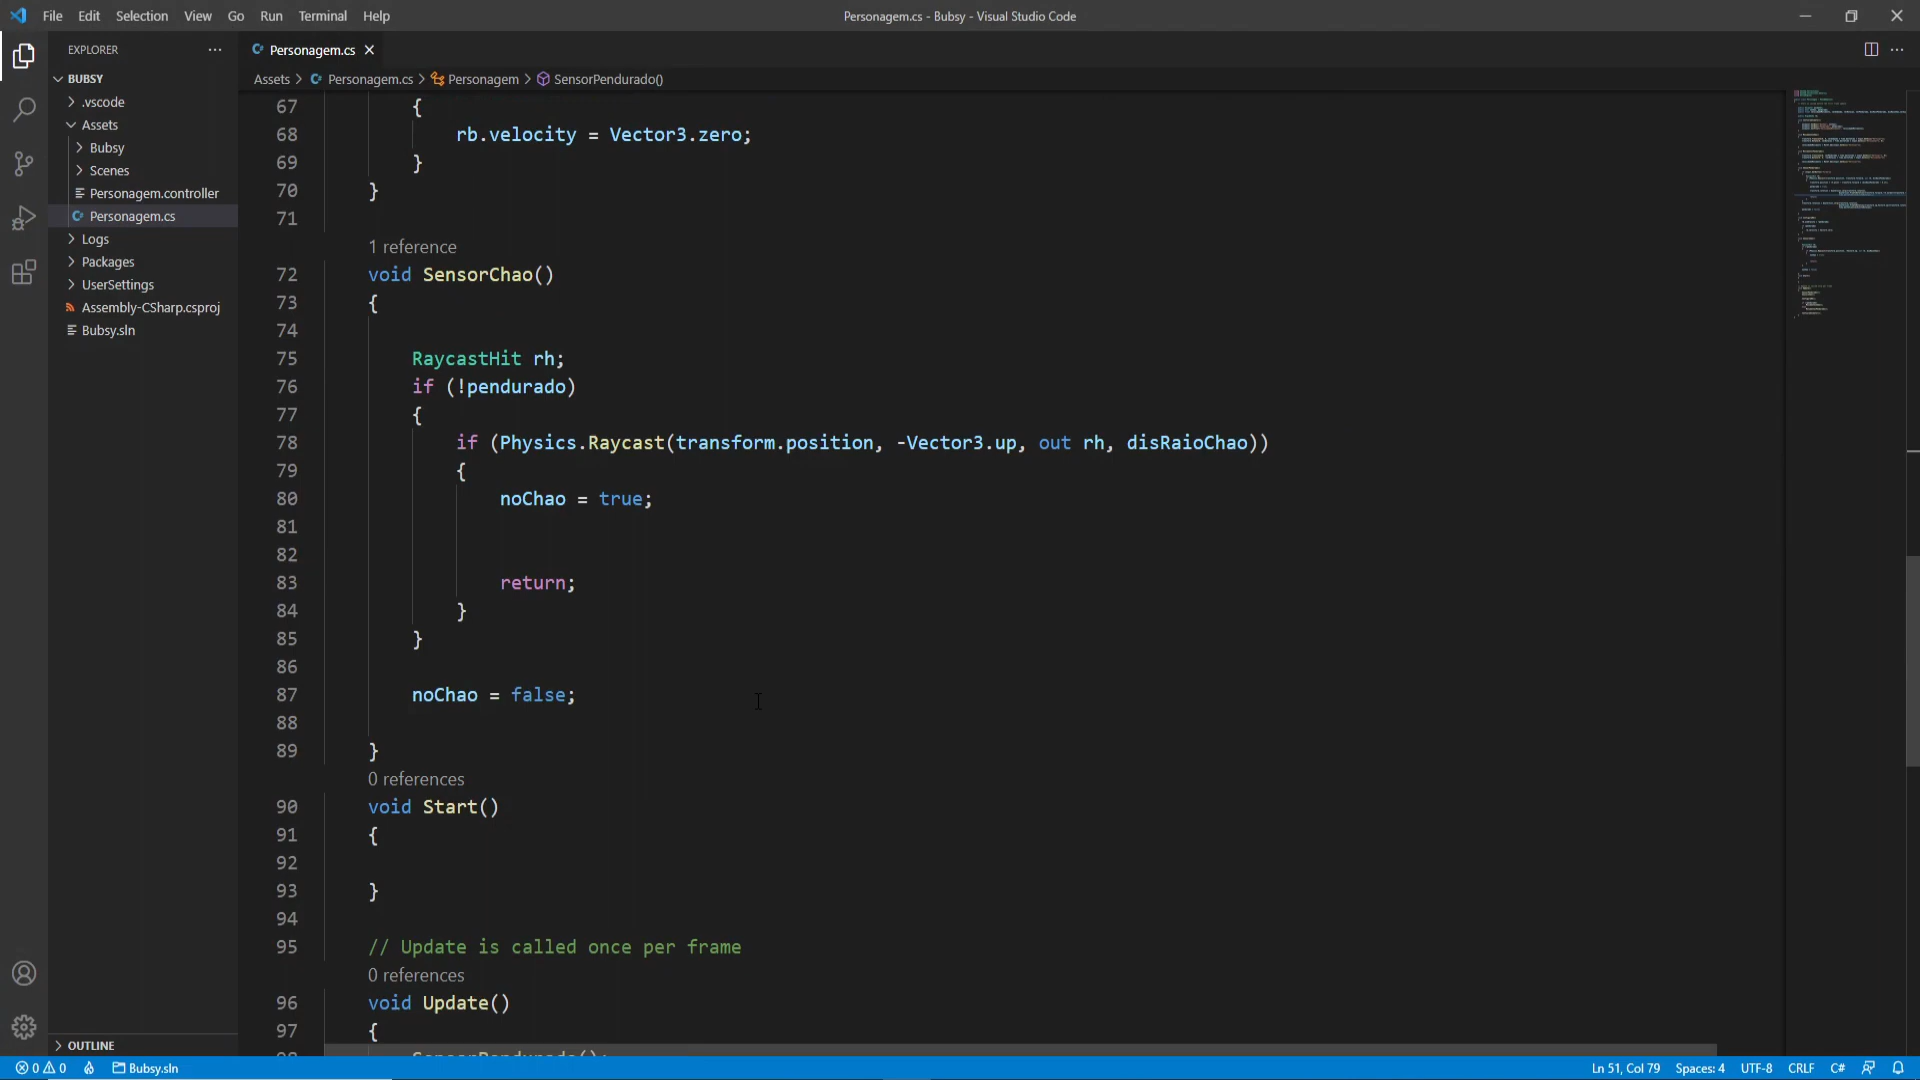 File Edit Selection View Go Run Terminal Help
Personagem.cs - Bubsy - Visual Studio Code
EXPLORER
BUBSY
.vscode
Assets
Bubsy
Scenes
Personagem.controller
Personagem.cs
Logs
Packages
UserSettings
Assembly-CSharp.csproj
Bubsy.sln
OUTLINE
Personagem.cs
Assets > Personagem.cs > Personagem > SensorPendurado()
67 {
68 rb.velocity = Vector3.zero;
69 }
70 }
71
1 reference
72 void SensorChao()
73 {
74
75 RaycastHit rh;
76 if (!pendurado)
77 {
78 if (Physics.Raycast(transform.position, -Vector3.up, out rh, disRaioChao))
79 {
80 noChao = true;
81
82
83 return;
84 }
85 }
86
87 noChao = false;
88
89 }
0 references
90 void Start()
91 {
92
93 }
94
95 // Update is called once per frame
0 references
96 void Update()
97 {
98 SensorPendurado();
0 0 Bubsy.sln
Ln 51, Col 79 Spaces: 4 UTF-8 CRLF C#